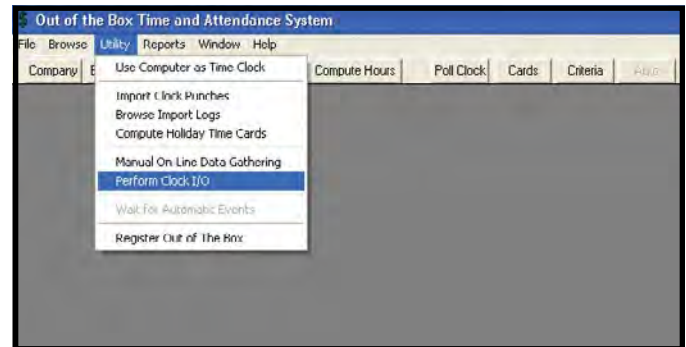 $ Out of the Box Time and Attendance System
File Browse Utility Reports Window Help
Company E Compute Hours Poll Clock Cards Criteria
Use Computer as Time Clock
Import Clock Punches
Browse Import Logs
Compute Holiday Time Cards
Manual On Line Data Gathering
Perform Clock I/O
Wait for Automatic Events
Register Out of The Box